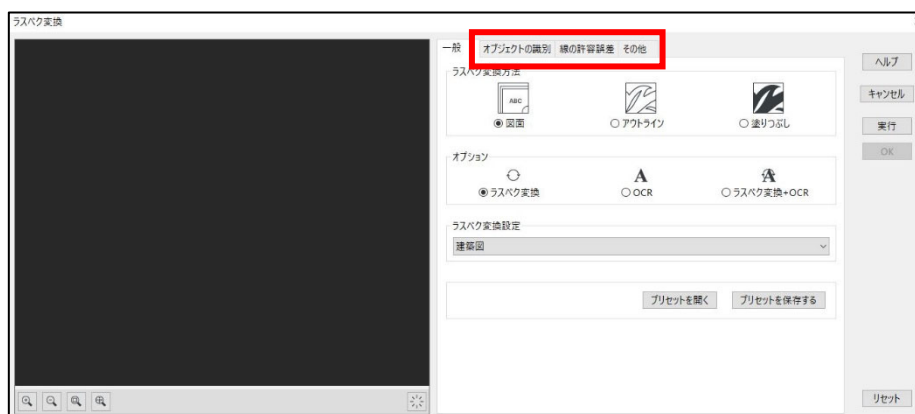 ラスベク変換
一般 オブジェクトの識別 線の許容誤差 その他
ヘルプ
ラスベク変換方法
キャンセル
ABC
図面 アウトライン 塗りつぶし
実行
OK
オプション
A
ラスベク変換 OCR ラスベク変換+OCR
ラスベク変換設定
建築図
プリセットを開く プリセットを保存する
リセット